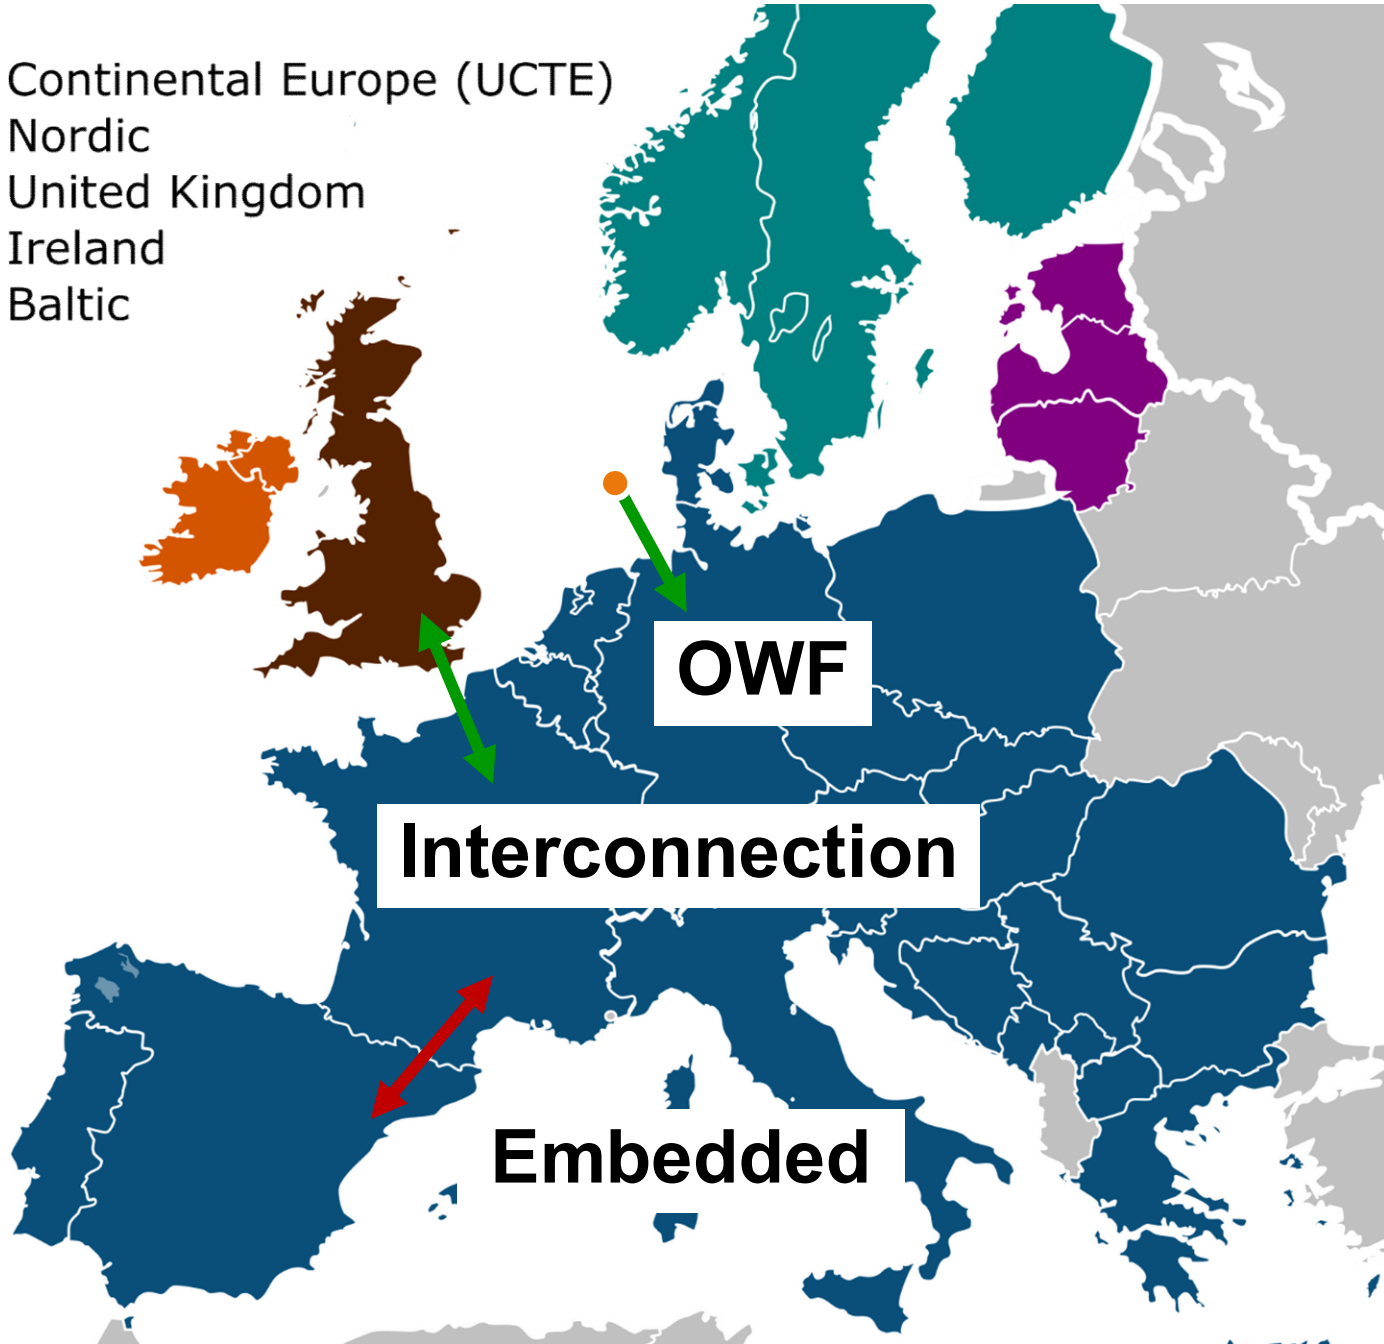 Continental Europe (UCTE)
Nordic
United Kingdom
Ireland
Baltic
OWF
Interconnection
Embedded